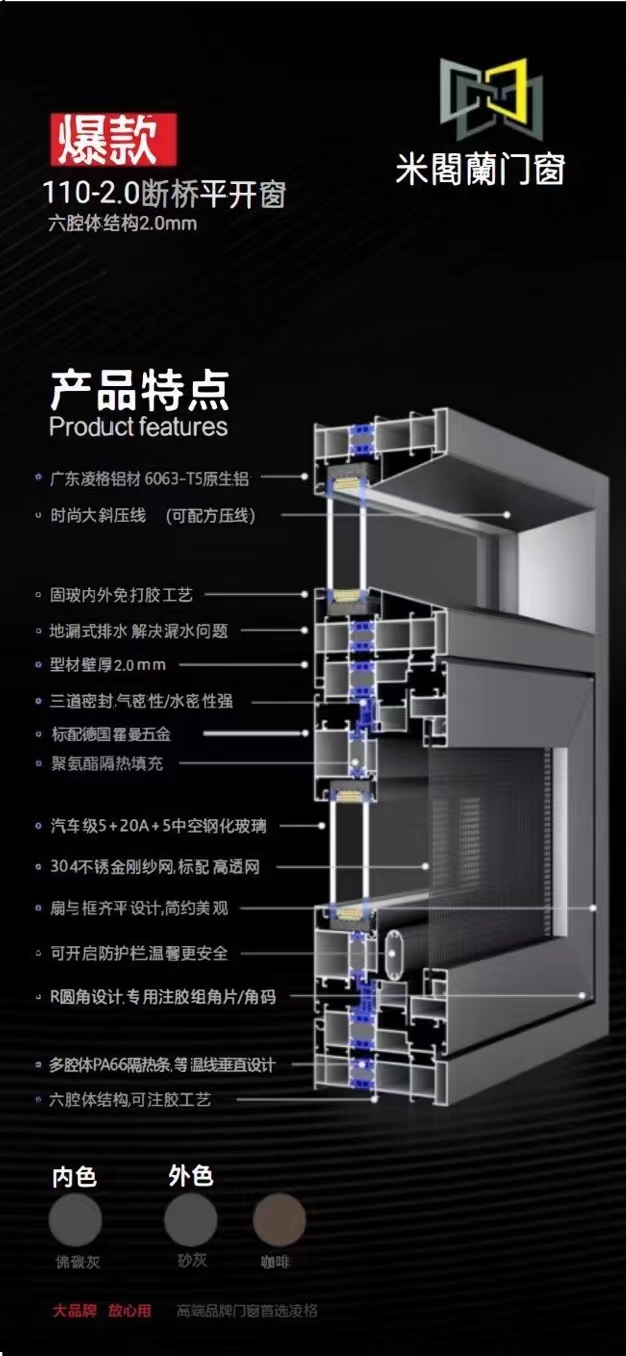 爆款
米閣蘭门窗
110-2.0断桥平开窗
六腔体结构2.0mm
产品特点
Product features
广东凌格铝材 6063-T5原生铝
时尚大斜压线 (可配方压线)
固玻内外免打胶工艺
地漏式排水 解决漏水问题
型材壁厚2.0mm
三道密封,气密性/水密性强
标配德国霍曼五金
聚氨酯隔热填充
汽车级5+20A+5中空钢化玻璃
304不锈金刚纱网,标配高透网
扇与框齐平设计,简约美观
可开启防护栏,温馨更安全
R圆角设计,专用注胶组角片/角码
多腔体PA66隔热条,等温线垂直设计
六腔体结构,可注胶工艺
内色 外色
佛碳灰 砂灰 咖啡
大品牌 放心用 高端品牌门窗首选凌格